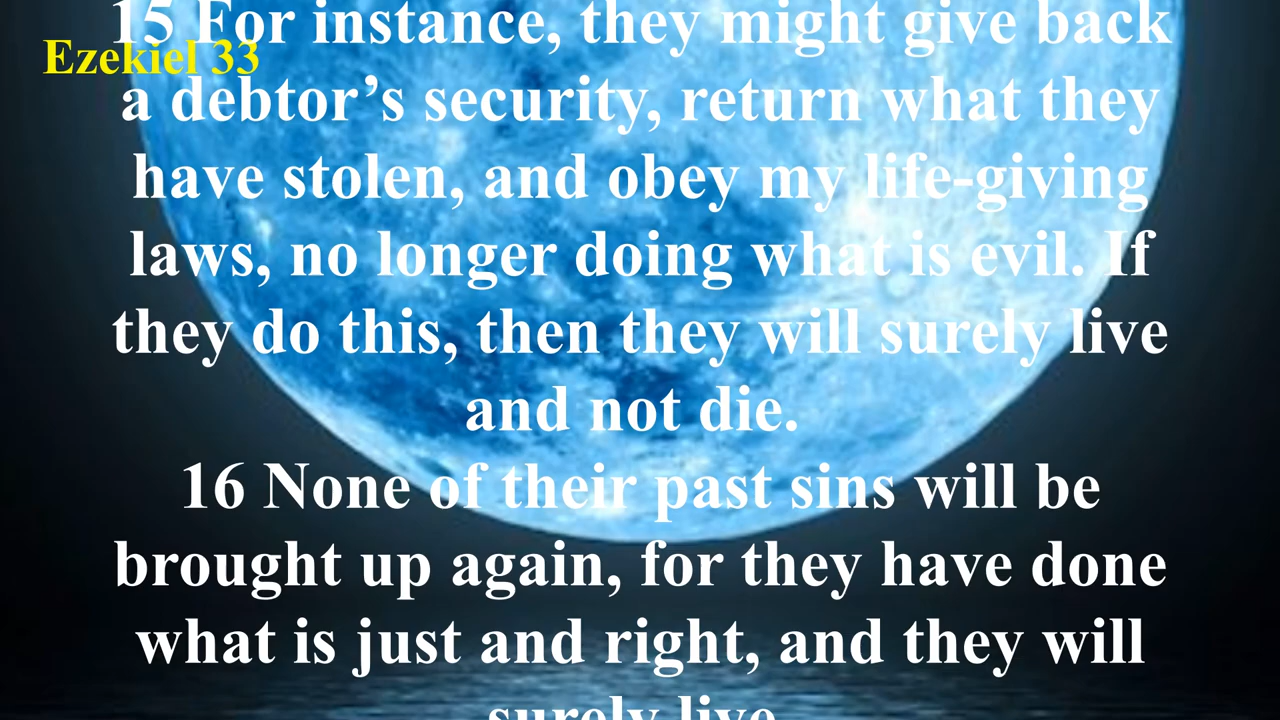 15 For instance, they might give back
Ezekiel 33
a debtor’s security, return what they
have stolen, and obey my life-giving
laws, no longer doing what is evil. If
they do this, then they will surely live
and not die.
16 None of their past sins will be
brought up again, for they have done
what is just and right, and they will
surely live.